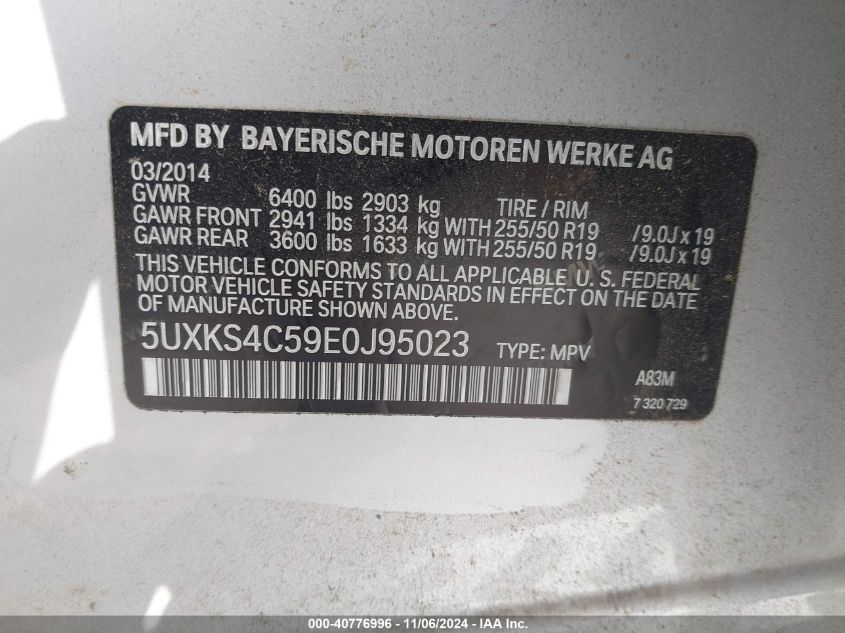 MFD BY BAYERISCHE MOTOREN WERKE AG
03/2014
GVWR 6400 lbs 2903 kg TIRE / RIM
GAWR FRONT 2941 lbs 1334 kg WITH 255/50 R19 /9.0J x 19
GAWR REAR 3600 lbs 1633 kg WITH 255/50 R19 /9.0J x 19
THIS VEHICLE CONFORMS TO ALL APPLICABLE U. S. FEDERAL
MOTOR VEHICLE SAFETY STANDARDS IN EFFECT ON THE DATE
OF MANUFACTURE SHOWN ABOVE.
5UXKS4C59E0J95023 TYPE: MPV
A83M
7 320 729
000-40776996 - 11/06/2024 - IAA Inc.